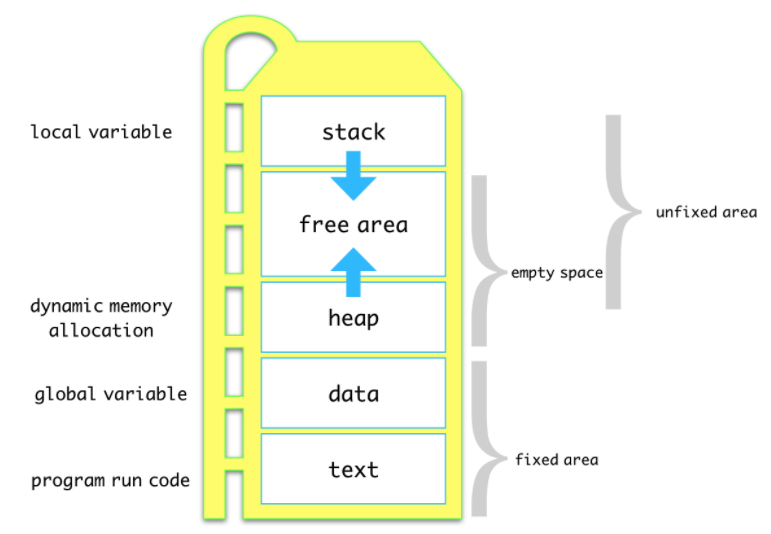 local variable
stack
free area
unfixed area
empty space
dynamic memory
allocation
heap
global variable
data
fixed area
program run code
text